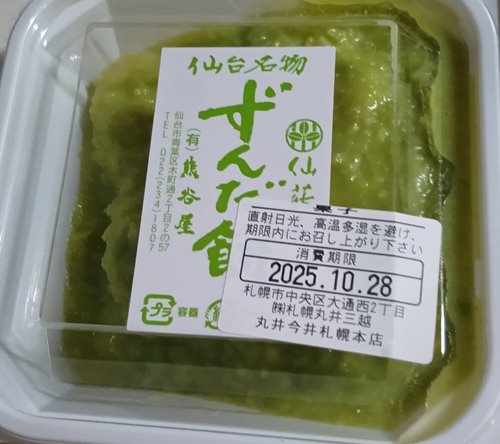 仙台名物
ずんだ
仙
(有)熊谷屋
仙台市青葉区木町通2丁目2の57
TEL 022(234)1807
プラ
容器
菓子
直射日光、高温多湿を避け、
期限内にお召し上がり下さい
消費期限
2025.10.28
札幌市中央区大通西2丁目
㈱札幌丸井三越
丸井今井札幌本店